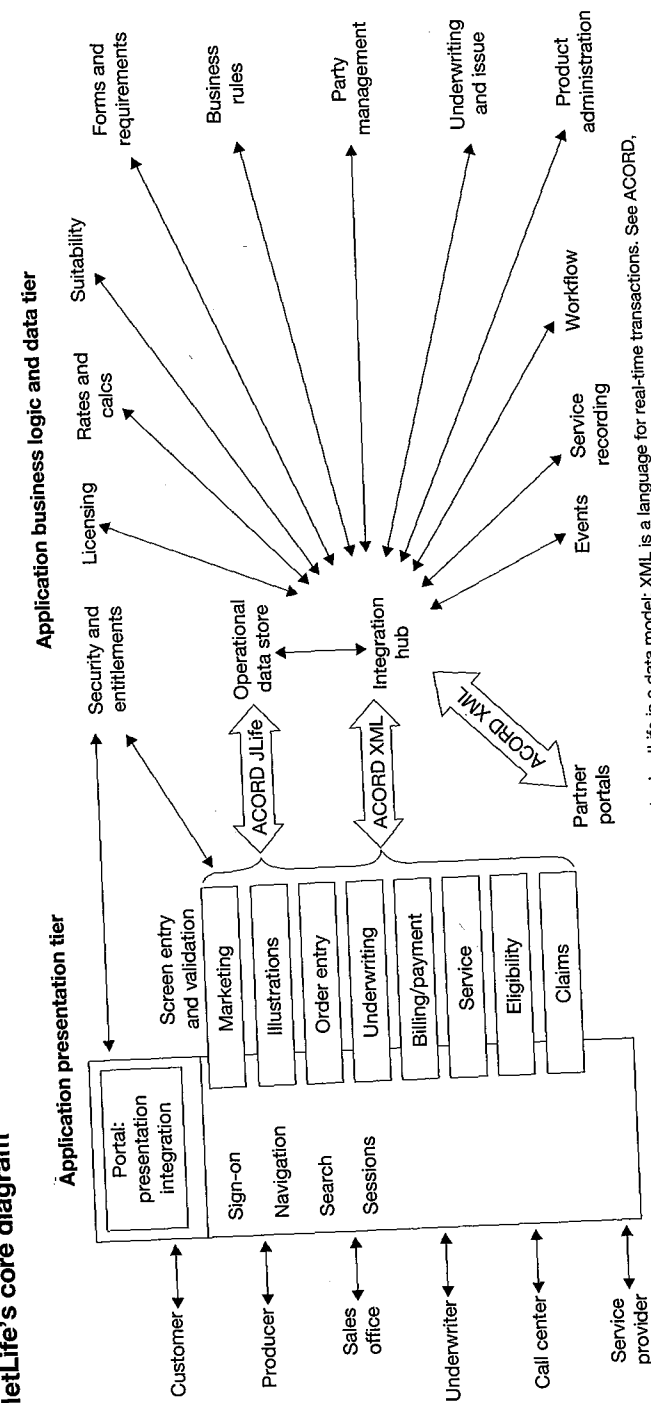 letLife's core diagram
Application presentation tier
Application business logic and data tier
Customer
Producer
Sales
office
Underwriter
Call center
Service
provider
Portal:
presentation
integration
Sign-on
Navigation
Search
Sessions
Screen entry
and validation
Marketing
Illustrations
Order entry
Underwriting
Billing/payment
Service
Eligibility
Claims
Security and
entitlements
ACORD JLife
ACORD XML
ACORD XML
Partner
portals
Operational
data store
Integration
hub
Licensing
Rates and
calcs
Suitability
Forms and
requirements
Business
rules
Party
management
Underwriting
and issue
Product
administration
Workflow
Service
recording
Events
JLife is a data model; XML is a language for real-time transactions. See ACORD,